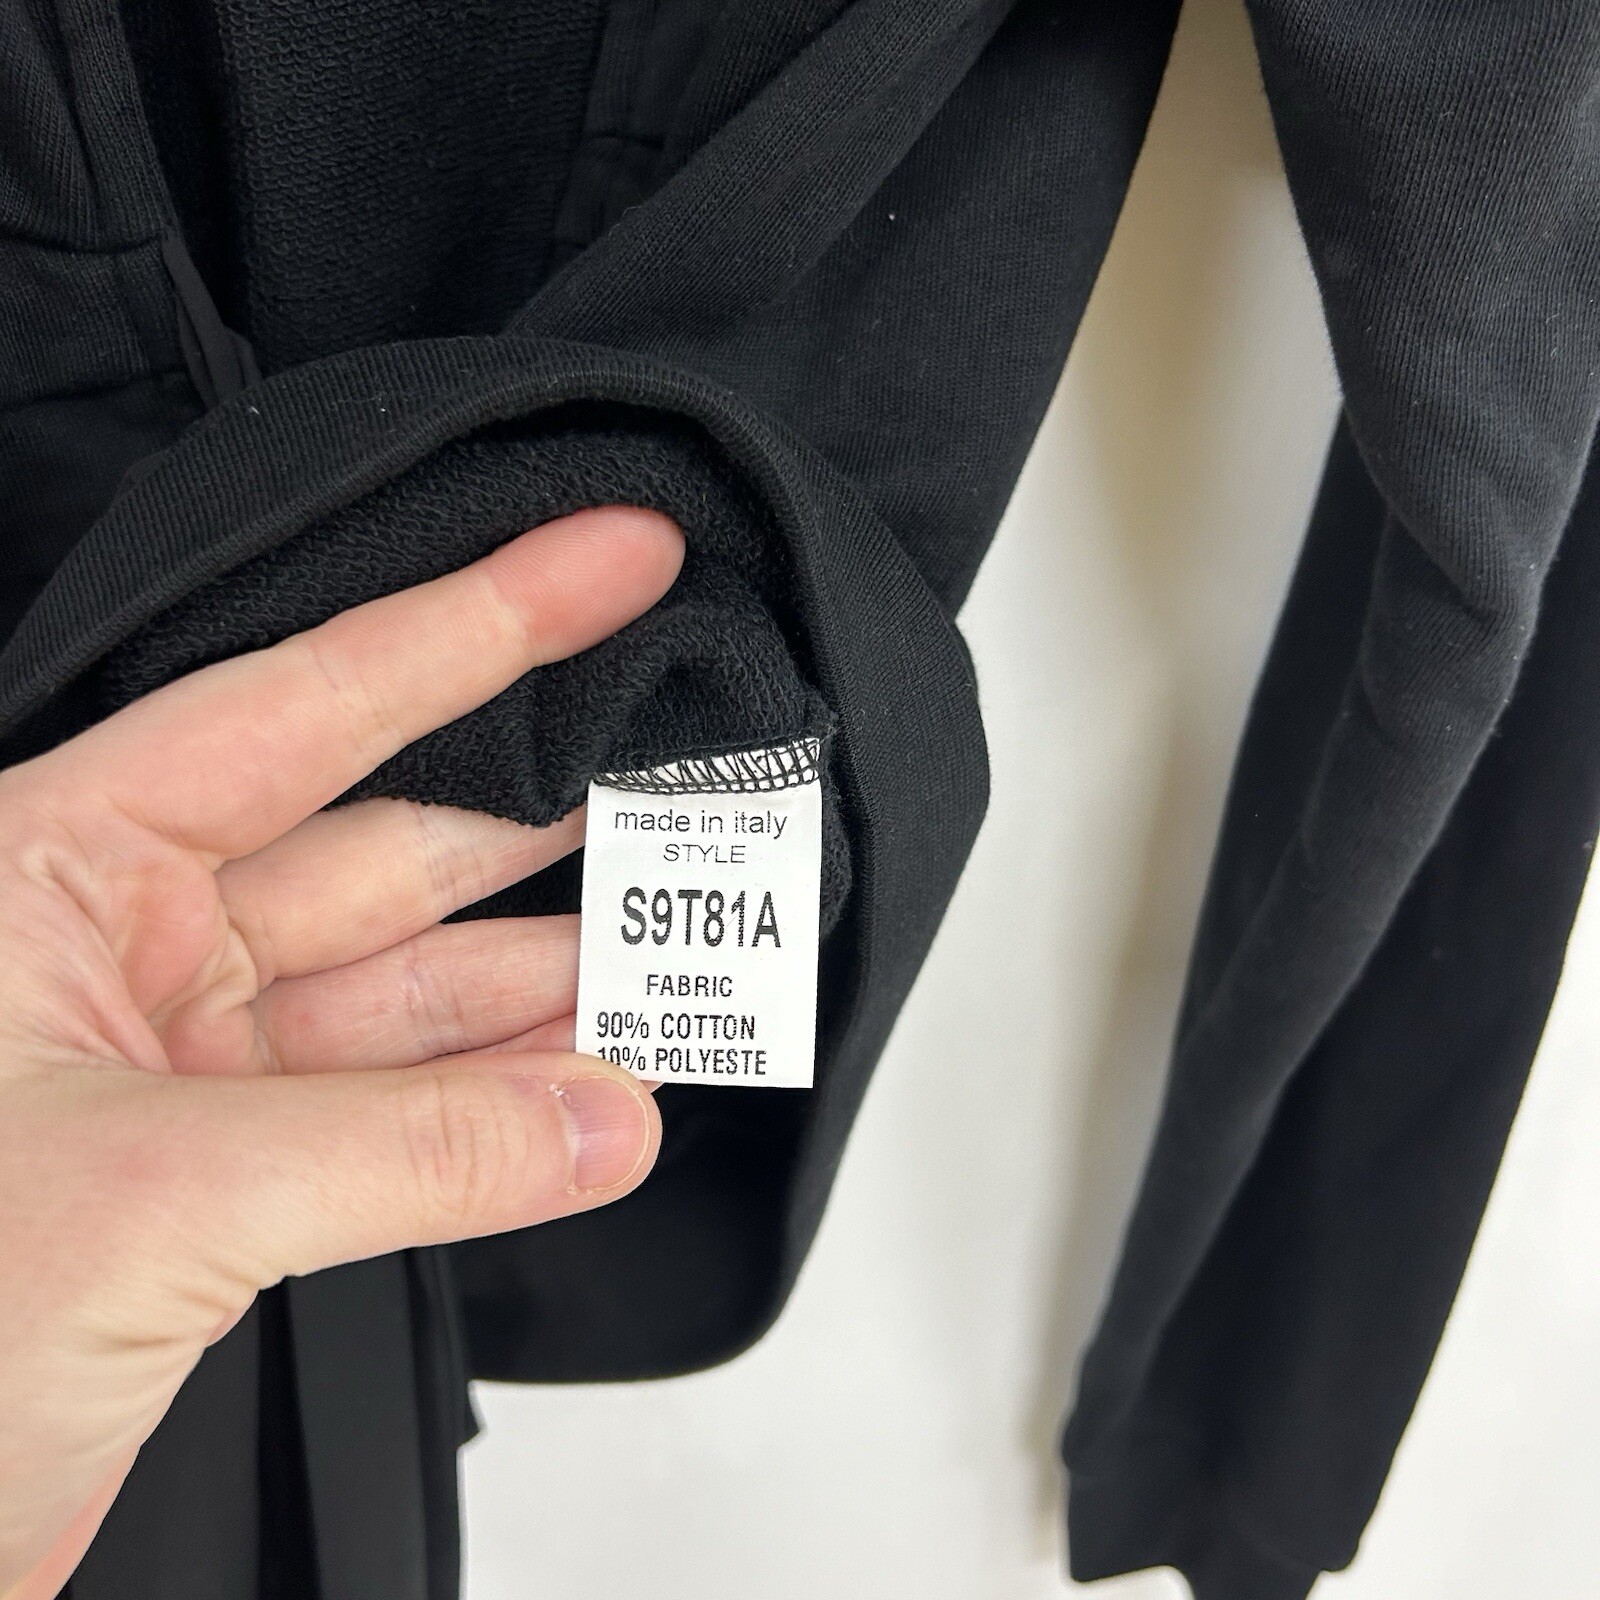 made in italy
STYLE
S9T81A
FABRIC
90% COTTON
10% POLYESTE